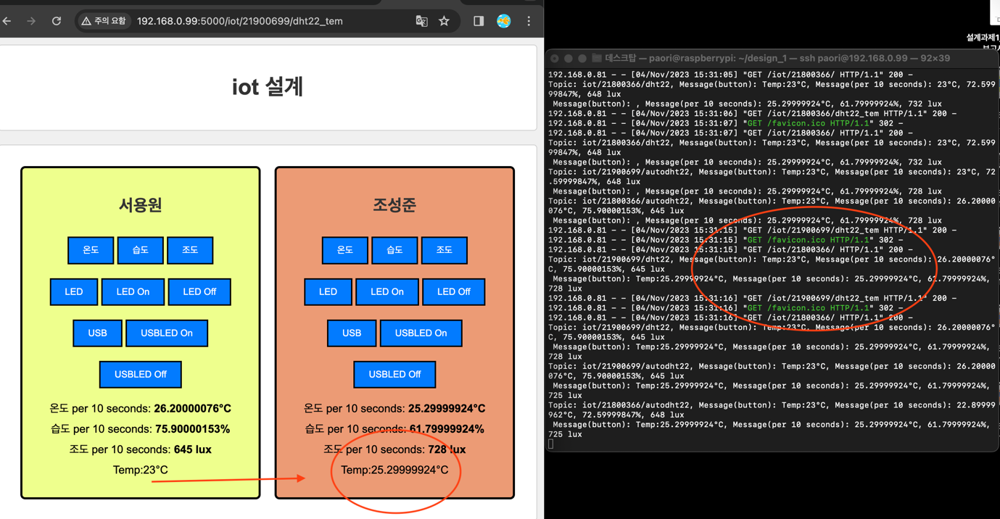 주의 요함 192.168.0.99:5000/iot/21900699/dht22_tem
iot 설계
서용원
온도 습도 조도
LED LED On LED Off
USB USBLED On
USBLED Off
온도 per 10 seconds: 26.20000076°C
습도 per 10 seconds: 75.90000153%
조도 per 10 seconds: 645 lux
Temp:23°C
조성준
온도 습도 조도
LED LED On LED Off
USB USBLED On
USBLED Off
온도 per 10 seconds: 25.29999924°C
습도 per 10 seconds: 61.79999924%
조도 per 10 seconds: 728 lux
Temp:25.29999924°C
설계과제1
데스크탑 — paori@raspberrypi: ~/design_1 — ssh paori@192.168.0.99 — 92×39
192.168.0.81 - - [04/Nov/2023 15:31:05] "GET /iot/21800366/ HTTP/1.1" 200 -
Topic: iot/21800366/dht22, Message(button): Temp:23°C, Message(per 10 seconds): 23°C, 72.599
99847%, 648 lux
Message(button): , Message(per 10 seconds): 25.29999924°C, 61.79999924%, 732 lux
192.168.0.81 - - [04/Nov/2023 15:31:06] "GET /iot/21800366/dht22_tem HTTP/1.1" 200 -
192.168.0.81 - - [04/Nov/2023 15:31:07] "GET /favicon.ico HTTP/1.1" 302 -
192.168.0.81 - - [04/Nov/2023 15:31:07] "GET /iot/21800366/ HTTP/1.1" 200 -
Topic: iot/21800366/dht22, Message(button): Temp:23°C, Message(per 10 seconds): 23°C, 72.599
99847%, 648 lux
Message(button): , Message(per 10 seconds): 25.29999924°C, 61.79999924%, 732 lux
Topic: iot/21900699/autodht22, Message(button): Temp:23°C, Message(per 10 seconds): 23°C, 72
.59999847%, 648 lux
Message(button): , Message(per 10 seconds): 25.29999924°C, 61.79999924%, 728 lux
Topic: iot/21800366/autodht22, Message(button): Temp:23°C, Message(per 10 seconds): 26.20000
076°C, 75.90000153%, 645 lux
Message(button): , Message(per 10 seconds): 25.29999924°C, 61.79999924%, 728 lux
192.168.0.81 - - [04/Nov/2023 15:31:15] "GET /iot/21900699/dht22_tem HTTP/1.1" 200 -
192.168.0.81 - - [04/Nov/2023 15:31:15] "GET /favicon.ico HTTP/1.1" 302 -
192.168.0.81 - - [04/Nov/2023 15:31:15] "GET /iot/21800366/ HTTP/1.1" 200 -
Topic: iot/21900699/dht22, Message(button): Temp:23°C, Message(per 10 seconds): 26.20000076°
C, 75.90000153%, 645 lux
Message(button): Temp:25.29999924°C, Message(per 10 seconds): 25.29999924°C, 61.79999924%,
728 lux
192.168.0.81 - - [04/Nov/2023 15:31:16] "GET /iot/21900699/dht22_tem HTTP/1.1" 200 -
192.168.0.81 - - [04/Nov/2023 15:31:16] "GET /favicon.ico HTTP/1.1" 302 -
192.168.0.81 - - [04/Nov/2023 15:31:16] "GET /iot/21800366/ HTTP/1.1" 200 -
Topic: iot/21900699/dht22, Message(button): Temp:23°C, Message(per 10 seconds): 26.20000076°
C, 75.90000153%, 645 lux
Message(button): Temp:25.29999924°C, Message(per 10 seconds): 25.29999924°C, 61.79999924%,
728 lux
Topic: iot/21900699/autodht22, Message(button): Temp:23°C, Message(per 10 seconds): 26.20000
076°C, 75.90000153%, 645 lux
Message(button): Temp:25.29999924°C, Message(per 10 seconds): 25.29999924°C, 61.79999924%,
725 lux
Topic: iot/21800366/autodht22, Message(button): Temp:23°C, Message(per 10 seconds): 22.89999
962°C, 72.59999847%, 648 lux
Message(button): Temp:25.29999924°C, Message(per 10 seconds): 25.29999924°C, 61.79999924%,
725 lux